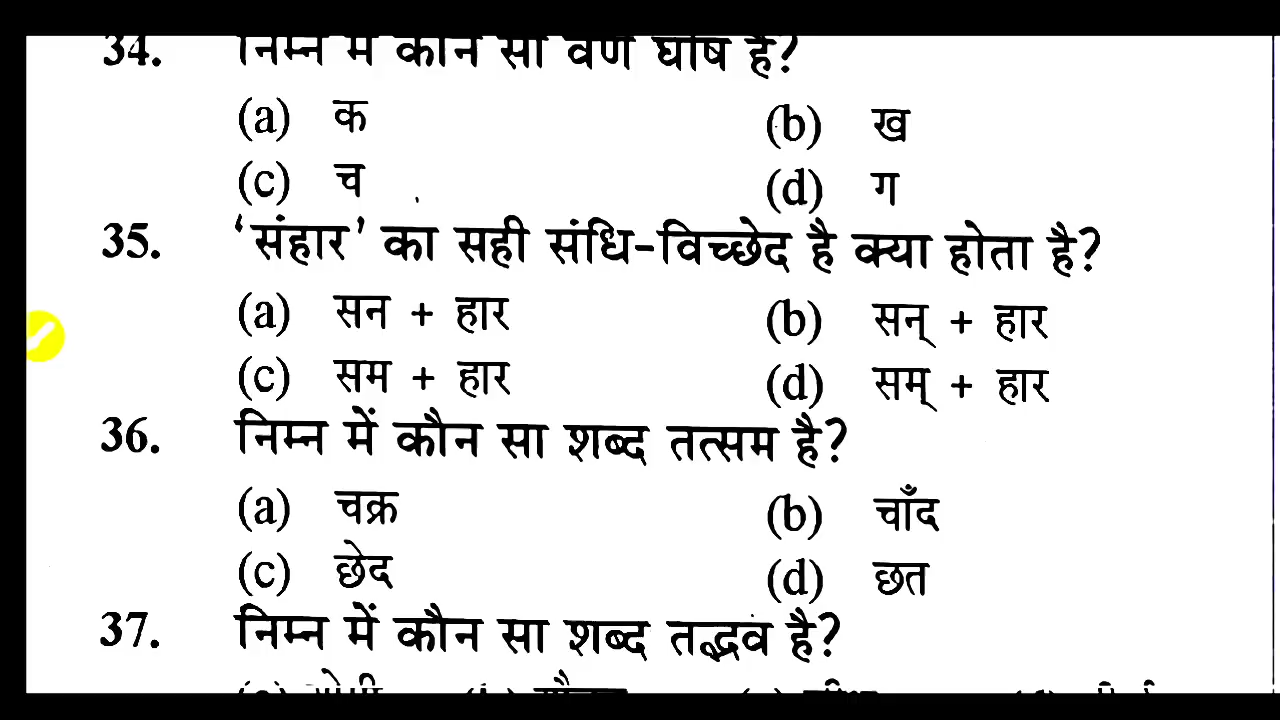 34. निम्न में कौन सा वर्ण घोष है?
(a) क (b) ख
(c) च (d) ग
35. 'संहार' का सही संधि-विच्छेद है क्या होता है?
(a) सन + हार (b) सन् + हार
(c) सम + हार (d) सम् + हार
36. निम्न में कौन सा शब्द तत्सम है?
(a) चक्र (b) चाँद
(c) छेद (d) छत
37. निम्न में कौन सा शब्द तद्भव है?